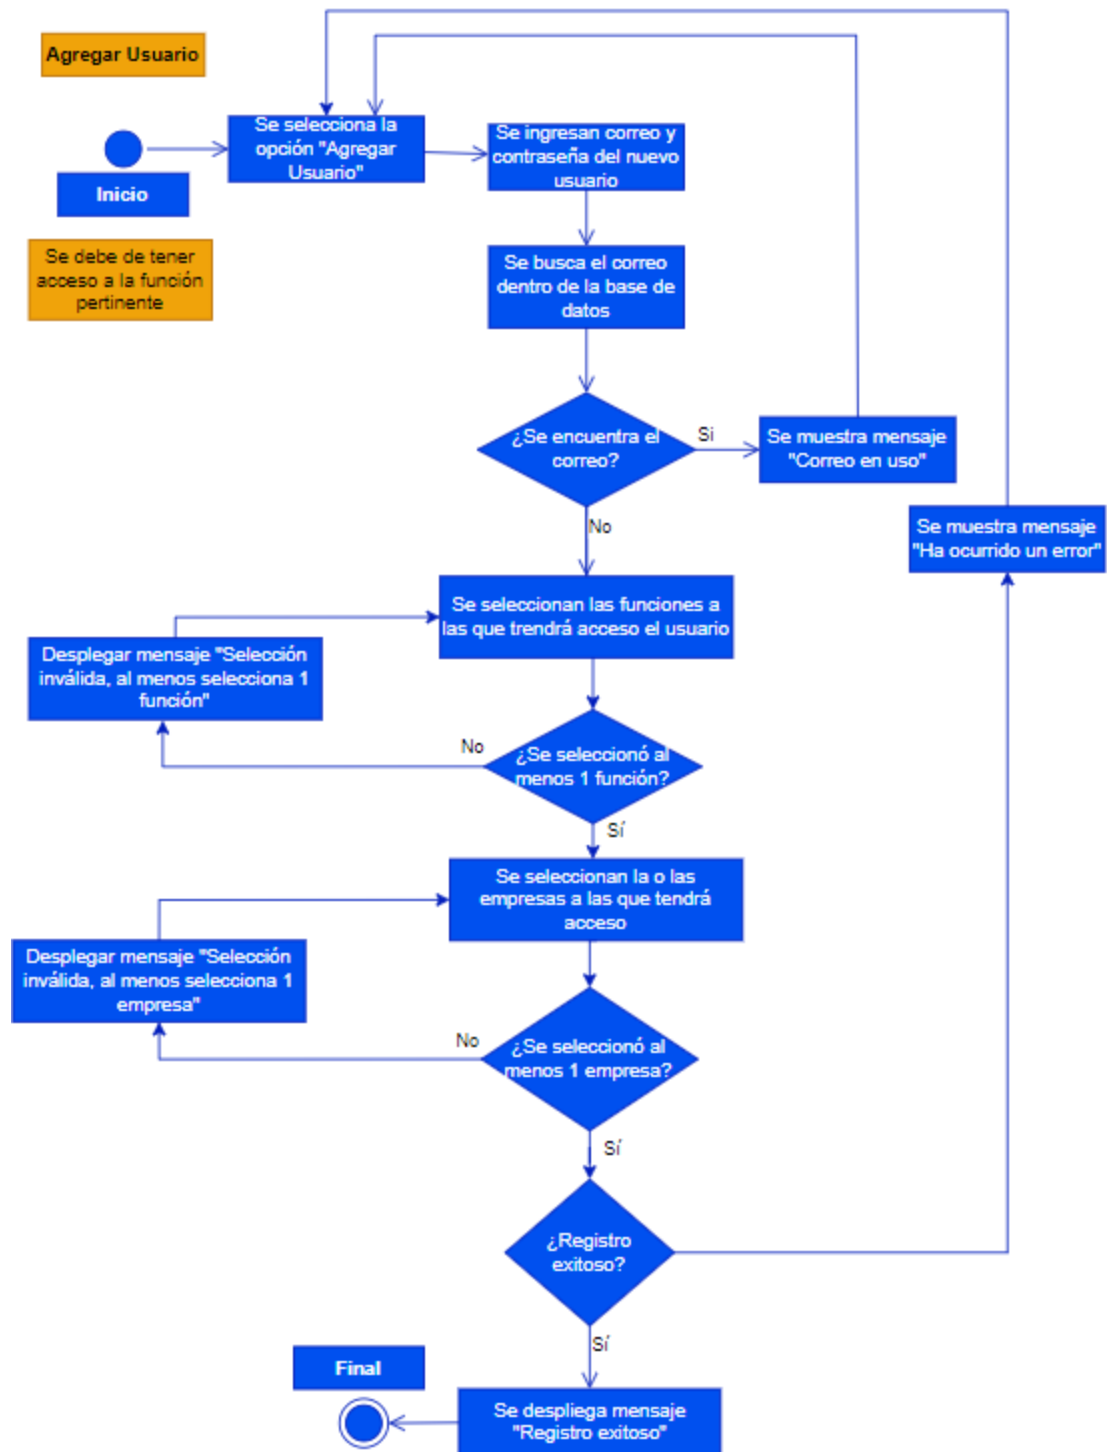 Agregar Usuario
Se selecciona la
opción "Agregar
Usuario"
Se ingresan correo y
contraseña del nuevo
usuario
Inicio
Se debe de tener
acceso a la función
pertinente
Se busca el correo
dentro de la base de
datos
¿Se encuentra el
correo?
Si
Se muestra mensaje
"Correo en uso"
No
Se muestra mensaje
"Ha ocurrido un error"
Se seleccionan las funciones a
las que trendrá acceso el usuario
Desplegar mensaje "Selección
inválida, al menos selecciona 1
función"
No
¿Se seleccionó al
menos 1 función?
Sí
Se seleccionan la o las
empresas a las que tendrá
acceso
Desplegar mensaje "Selección
inválida, al menos selecciona 1
empresa"
No
¿Se seleccionó al
menos 1 empresa?
Sí
¿Registro
exitoso?
Sí
Final
Se despliega mensaje
"Registro exitoso"